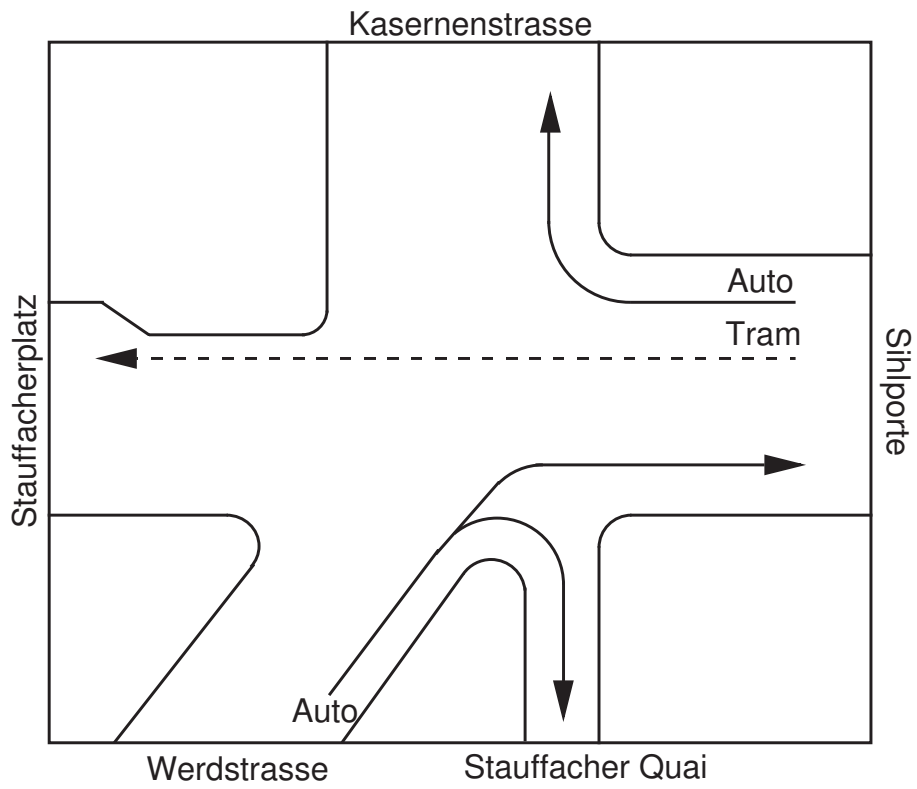 Kasernenstrasse
Auto
Tram
Stauffacherplatz
Sihlporte
Auto
Werdstrasse
Stauffacher Quai